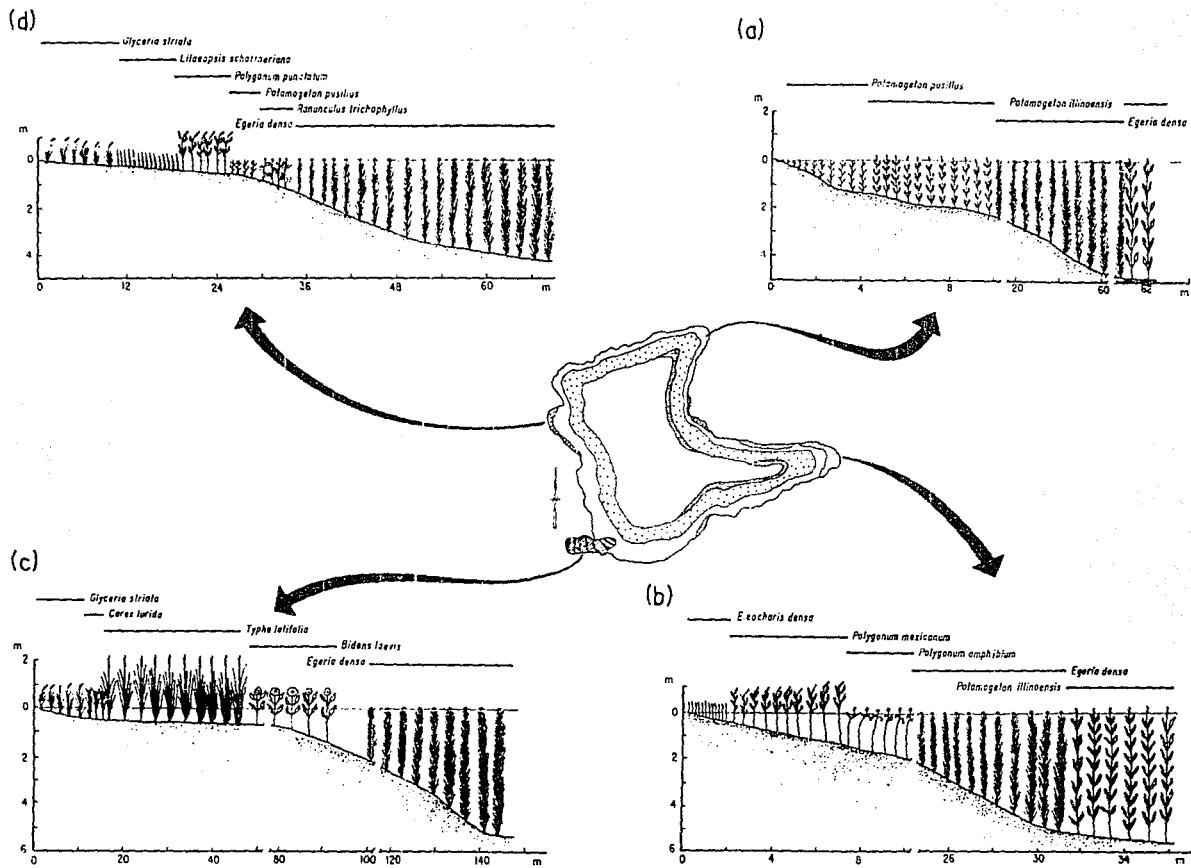 (d)
Glyceria striata
Lilaeopsis schaffneriana
Polygonum punctatum
Potamogeton pusillus
Ranunculus trichophyllus
Egeria densa
m
0
2
4
0 12 24 36 48 60 m
(a)
Potamogeton pusillus
Potamogeton illinoensis
Egeria densa
m
2
0
2
0 4 8 20 60 62 m
(c)
Glyceria striata
Carex lurida
Typha latifolia
Bidens laevis
Egeria densa
m
2
0
2
4
6
0 20 40 80 100 120 140 m
(b)
Eleocharis densa
Polygonum mexicanum
Polygonum amphibium
Egeria densa
Potamogeton illinoensis
m
2
0
2
4
6
0 4 8 26 30 34 m